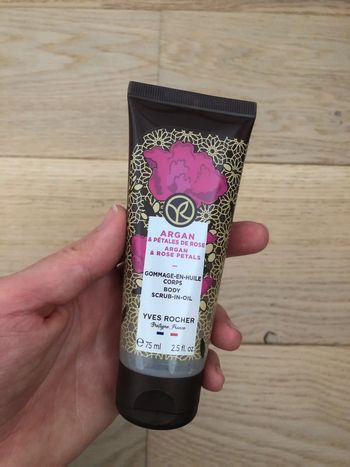 YR
ARGAN
& PÉTALES DE ROSE
ARGAN
& ROSE PETALS
GOMMAGE-EN-HUILE
CORPS
BODY
SCRUB-IN-OIL
YVES ROCHER
Bretagne, France
℮ 75 ml 2.5 fl. oz